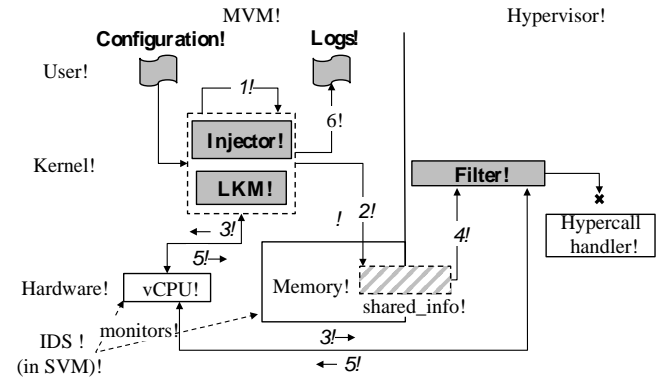 MVM!
Hypervisor!
Configuration!
Logs!
User!
1!
6!
Injector!
Kernel!
Filter!
LKM!
! 2!
← 3!
4!
Hypercall
handler!
5! →
Hardware!
vCPU!
Memory!
shared_info!
monitors!
IDS !
(in SVM)!
3! →
← 5!